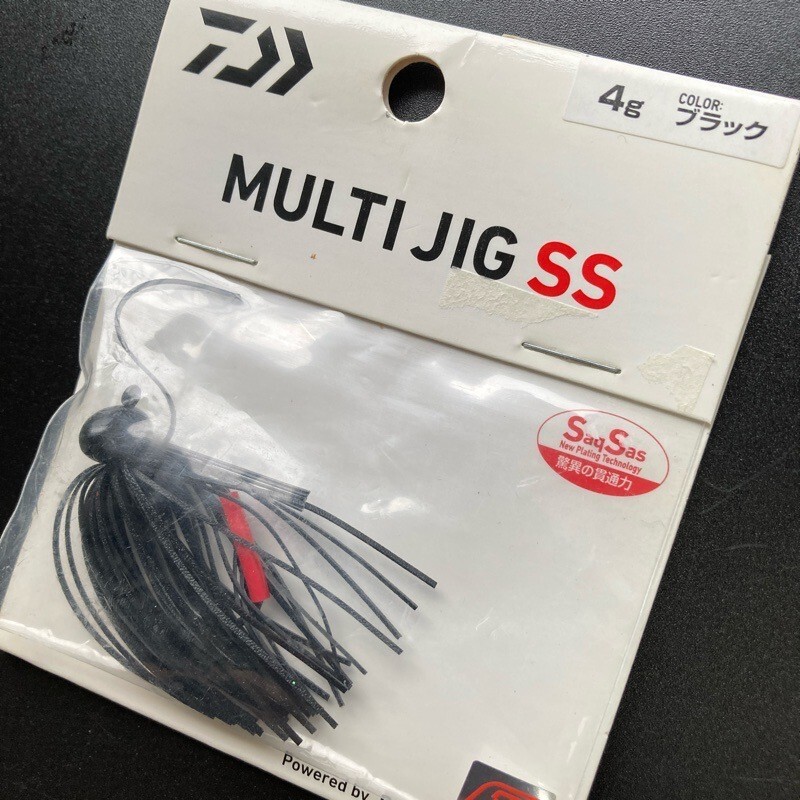 4g COLOR: ブラック
MULTI JIG SS
SaqSas
New Plating Technology
驚異の貫通力
Powered by